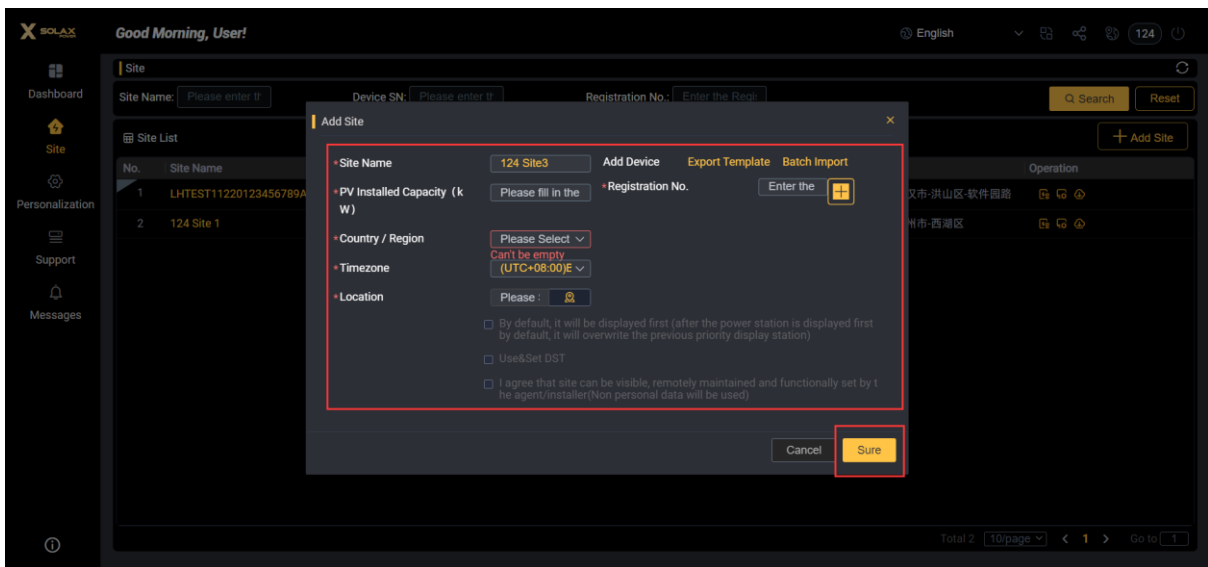 SOLAX POWER
Good Morning, User!
English
124
Dashboard
Site
Personalization
Support
Messages
Site
Site Name: Please enter th
Device SN: Please enter th
Registration No.: Enter the Regis
Search
Reset
Site List
Add Site
No. Site Name Operation
1 LHTEST11220123456789A 汉市-洪山区-软件园路
2 124 Site 1 州市-西湖区
Add Site
*Site Name 124 Site3
Add Device Export Template Batch Import
*PV Installed Capacity（k
W）
Please fill in the
*Registration No. Enter the
*Country / Region Please Select
Can't be empty
*Timezone (UTC+08:00)E
*Location Please
By default, it will be displayed first (after the power station is displayed first
by default, it will overwrite the previous priority display station)
Use&Set DST
I agree that site can be visible, remotely maintained and functionally set by t
he agent/installer(Non personal data will be used)
Cancel
Sure
Total 2 10/page 1 Go to 1